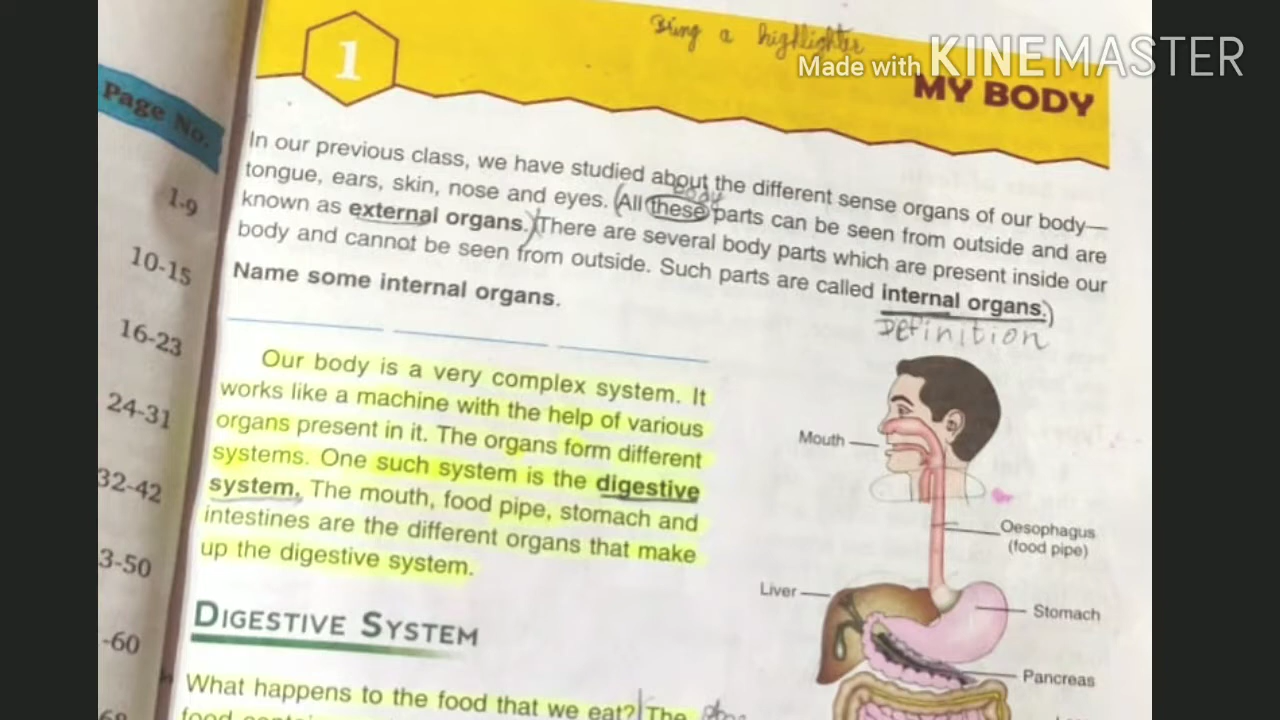 Bring a highlighter
Made with KINEMASTER
1
MY BODY
Page No.
1-9
10-15
16-23
24-31
32-42
3-50
-60
68
In our previous class, we have studied about the different sense organs of our body—
body
tongue, ears, skin, nose and eyes. (All these parts can be seen from outside and are
known as external organs.) There are several body parts which are present inside our
body and cannot be seen from outside. Such parts are called internal organs.)
Definition
Name some internal organs.
Our body is a very complex system. It
works like a machine with the help of various
organs present in it. The organs form different
systems. One such system is the digestive
system. The mouth, food pipe, stomach and
intestines are the different organs that make
up the digestive system.
Mouth
Oesophagus
(food pipe)
Liver
Stomach
Pancreas
DIGESTIVE SYSTEM
What happens to the food that we eat? The
food